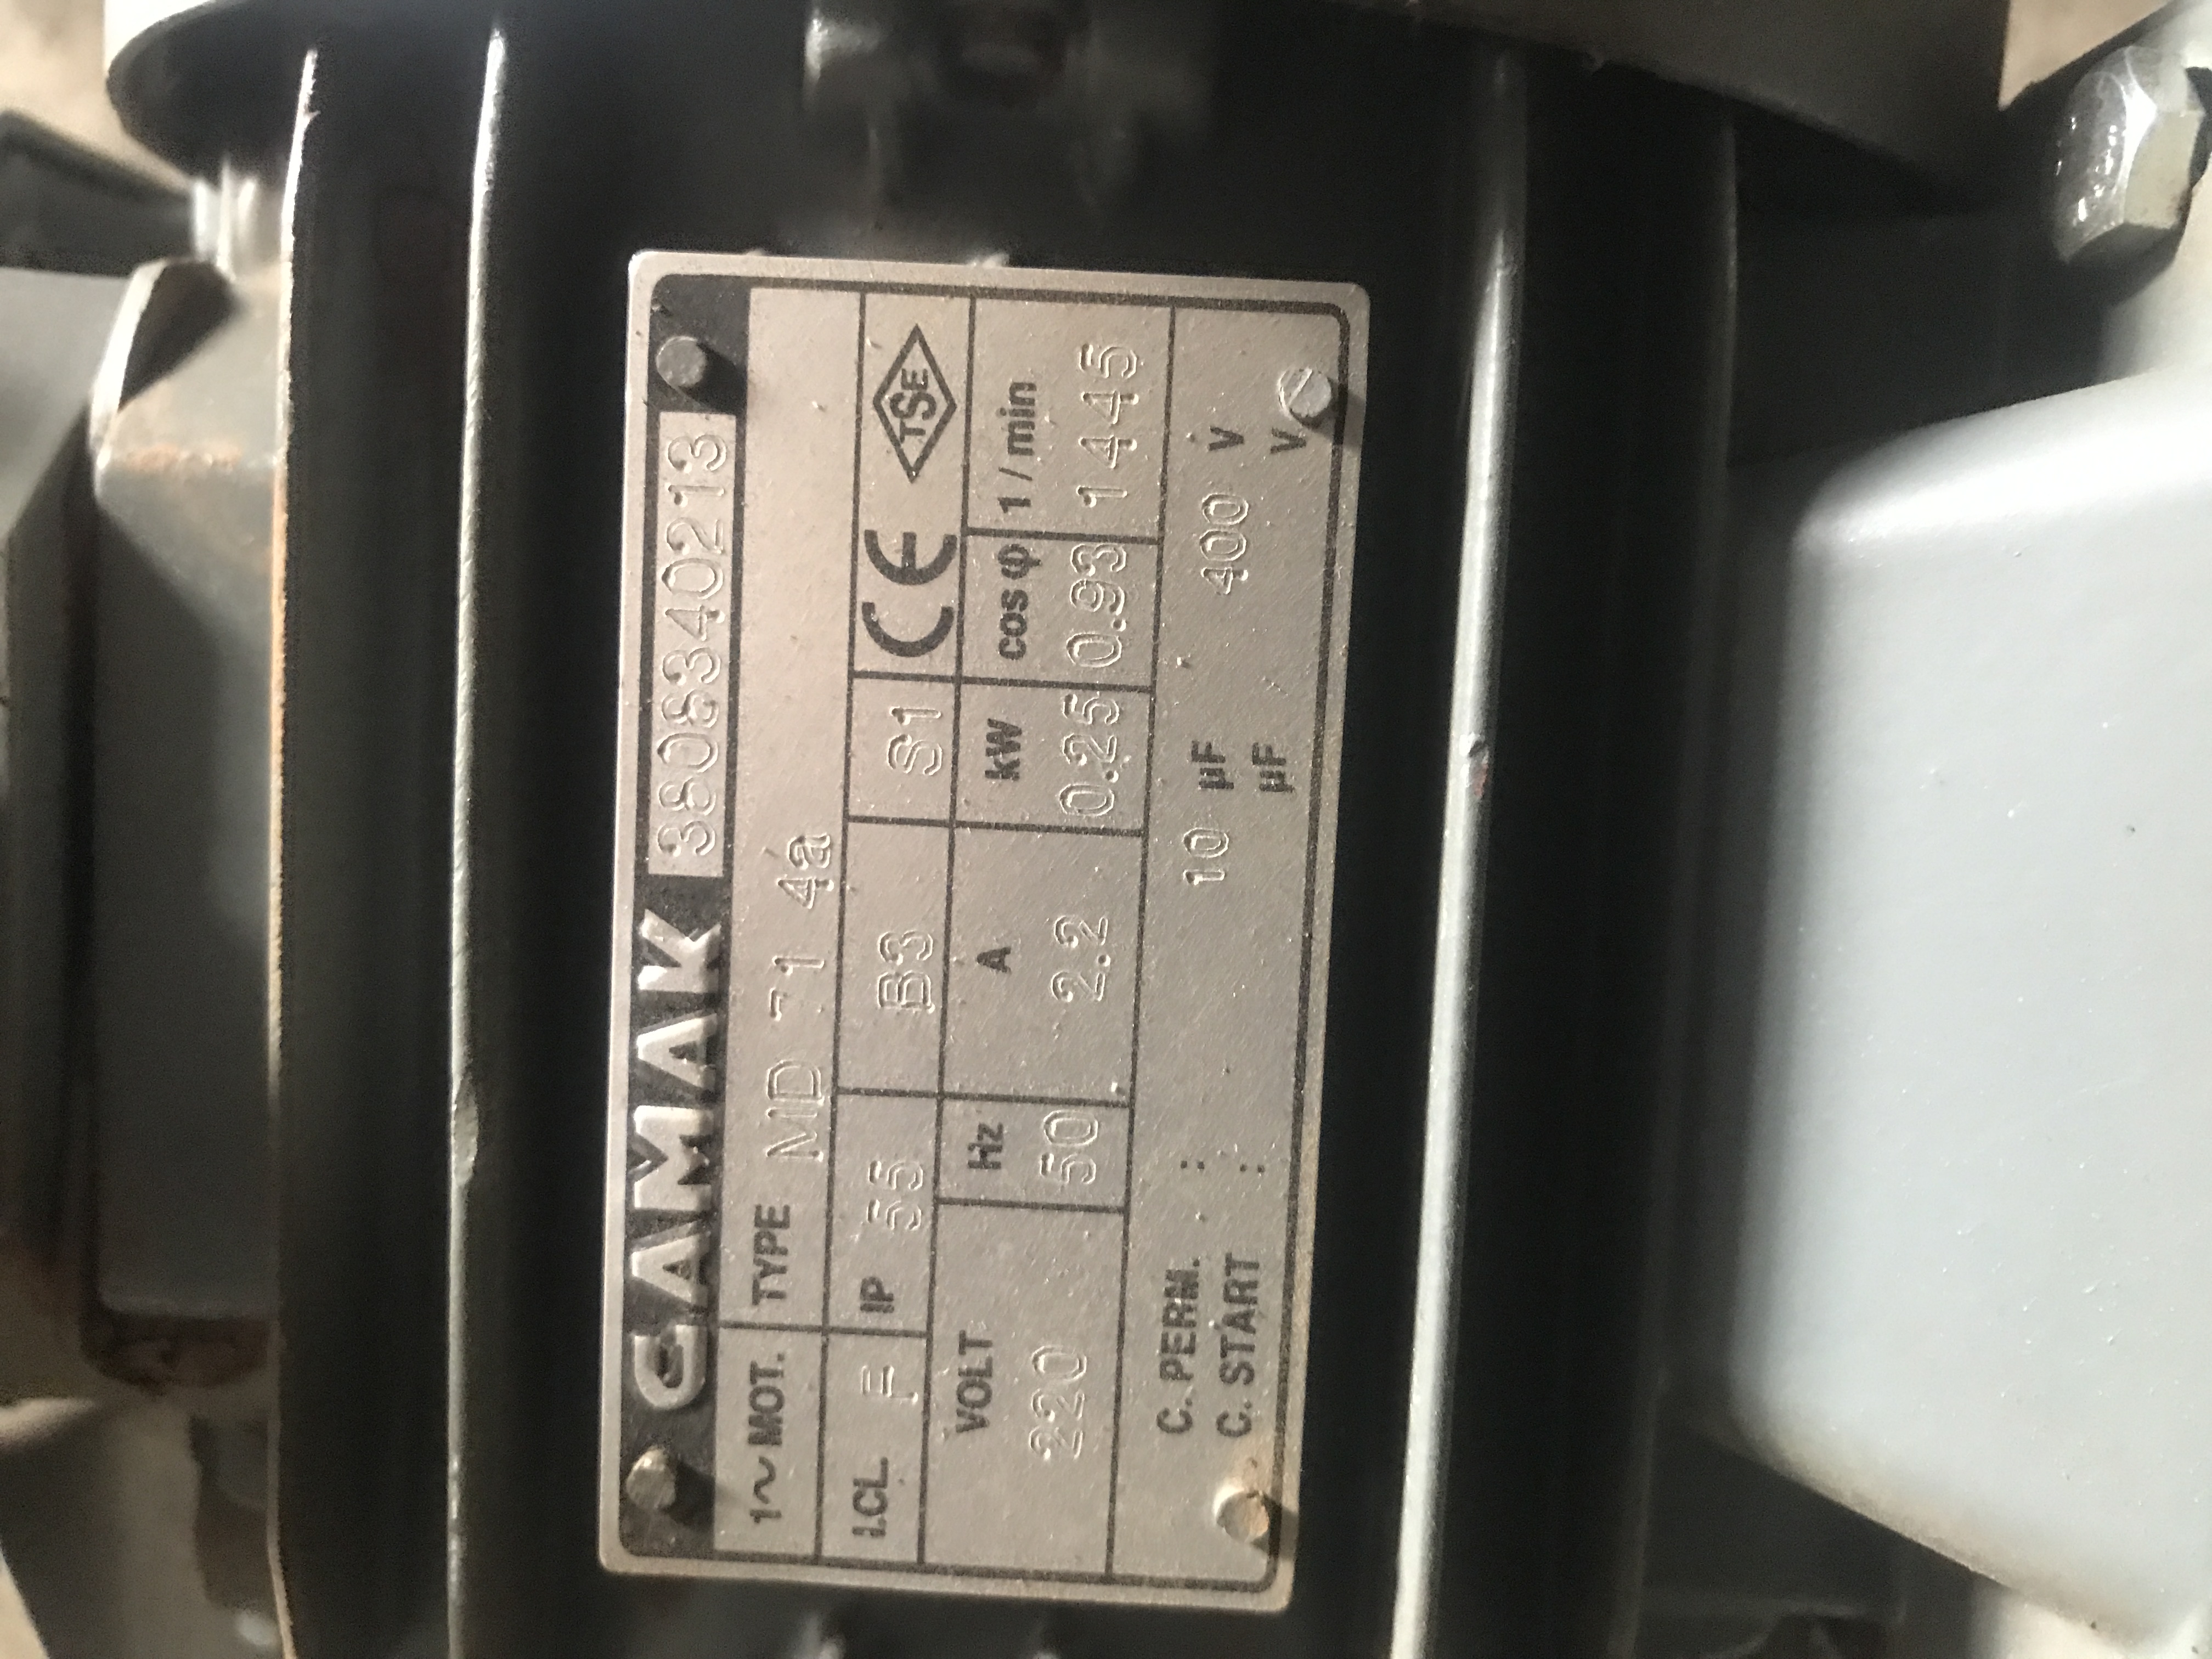 GAMAK 3808340213
1~MOT. TYPE MD 71 4a
I.CL. F IP 55 B3 S1 CE TSE
VOLT Hz A kW cos φ 1/min
220 50 2.2 0.25 0.93 1445
C. PERM. : 10 µF 400 V
C. START : µF V